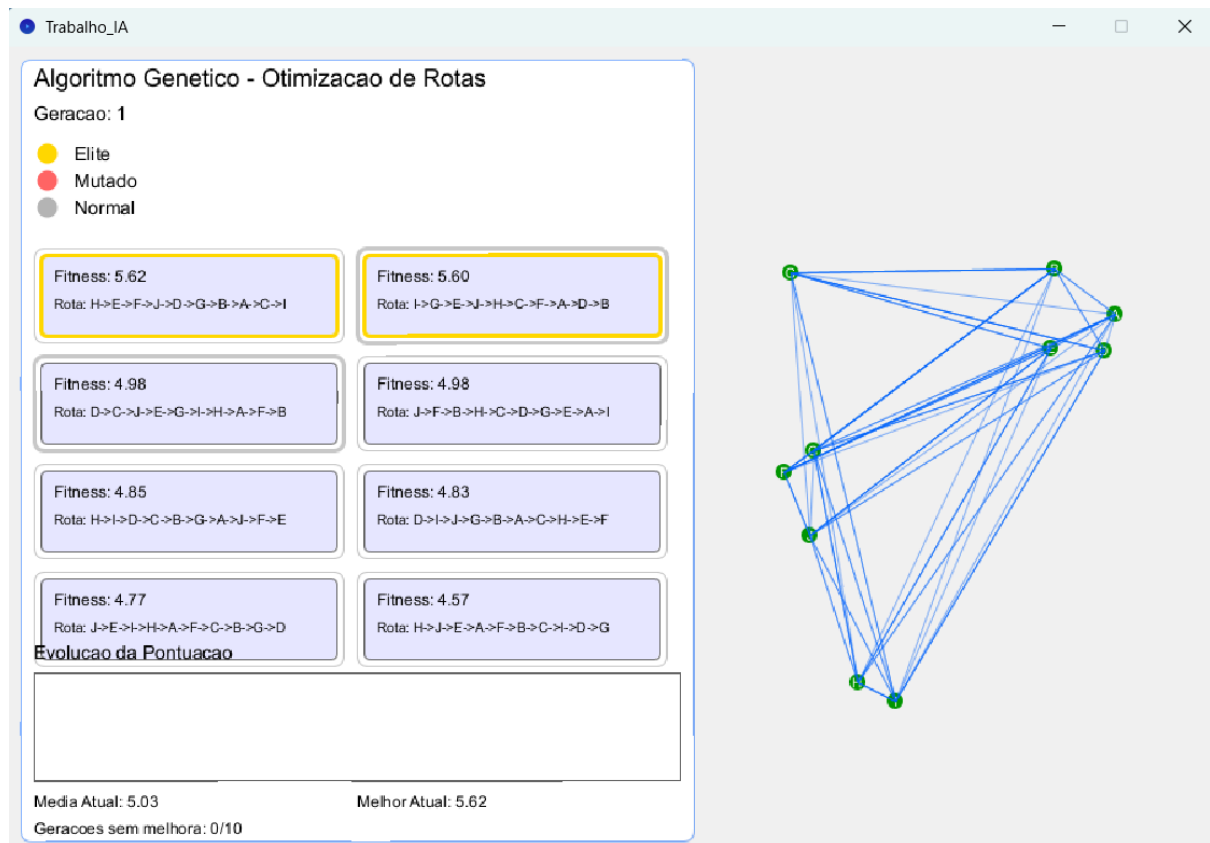 Trabalho_IA
Algoritmo Genetico - Otimizacao de Rotas
Geracao: 1
Elite
Mutado
Normal
Fitness: 5.62
Rota: H->E->F->J->D->G->B->A->C->I
Fitness: 5.60
Rota: I->G->E->J->H->C->F->A->D->B
Fitness: 4.98
Rota: D->C->J->E->G->I->H->A->F->B
Fitness: 4.98
Rota: J->F->B->H->C->D->G->E->A->I
Fitness: 4.85
Rota: H->I->D->C->B->G->A->J->F->E
Fitness: 4.83
Rota: D->I->J->G->B->A->C->H->E->F
Fitness: 4.77
Rota: J->E->I->H->A->F->C->B->G->D
Fitness: 4.57
Rota: H->J->E->A->F->B->C->I->D->G
Evolucao da Pontuacao
Media Atual: 5.03
Melhor Atual: 5.62
Geracoes sem melhora: 0/10